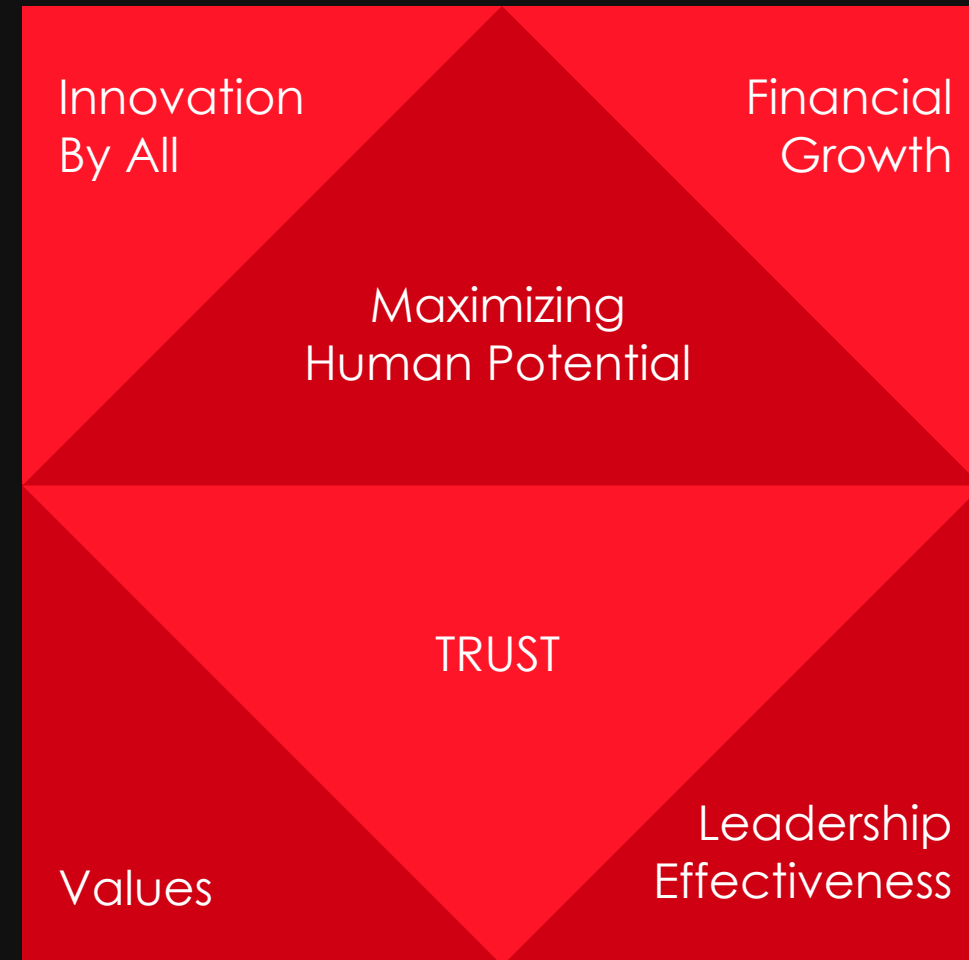 Innovation
By All
Financial
Growth
Maximizing
Human Potential
TRUST
Values
Leadership
Effectiveness